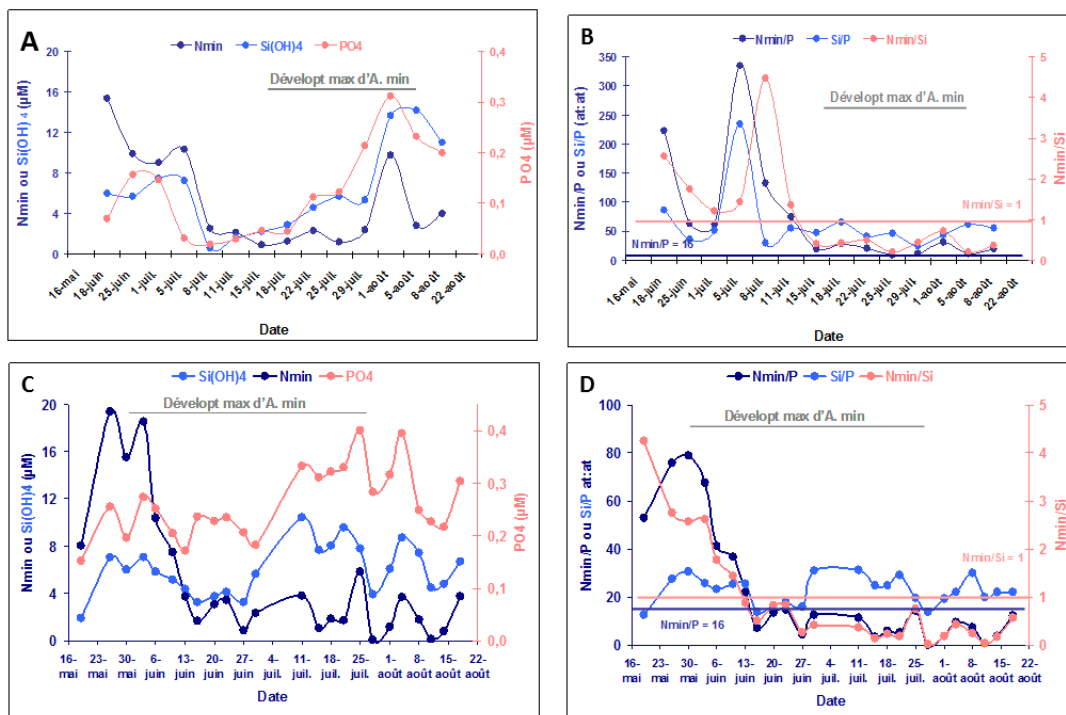 A
Nmin Si(OH)4 PO4
Dévelopt max d'A. min
Nmin ou Si(OH) 4 (µM)
20
16
12
8
4
0
0,4
0,3
0,2
0,1
0,0
PO4 (µM)
16-mai 18-juin 25-juin 1-juil. 5-juil. 8-juil. 11-juil. 15-juil. 18-juil. 22-juil. 25-juil. 29-juil. 1-août 5-août 8-août 22-août
Date
B
Nmin/P Si/P Nmin/Si
Dévelopt max d'A. min
Nmin/P ou Si/P (at:at)
350
300
250
200
150
100
50
0
5
4
3
2
1
0
Nmin/Si
Nmin/Si = 1
Nmin/P = 16
16-mai 18-juin 25-juin 1-juil. 5-juil. 8-juil. 11-juil. 15-juil. 18-juil. 22-juil. 25-juil. 29-juil. 1-août 5-août 8-août 22-août
Date
C
Si(OH)4 Nmin PO4
Dévelopt max d'A. min
Nmin ou Si(OH)4 (µM)
20
16
12
8
4
0
0,4
0,3
0,2
0,1
0,0
PO4 (µM)
16- 23- 30- 6- 13- 20- 27- 4- 11- 18- 25- 1- 8- 15- 22-
mai mai mai juin juin juin juin juil. juil. juil. juil. août août août août
Date
D
Nmin/P Si/P Nmin/Si
Dévelopt max d'A. min
Nmin/P ou Si/P at:at
100
80
60
40
20
0
5
4
3
2
1
0
Nmin/Si
Nmin/Si = 1
Nmin/P = 16
16- 23- 30- 6- 13- 20- 27- 4- 11- 18- 25- 1- 8- 15- 22-
mai mai mai juin juin juin juin juil. juil. juil. juil. août août août août
Date